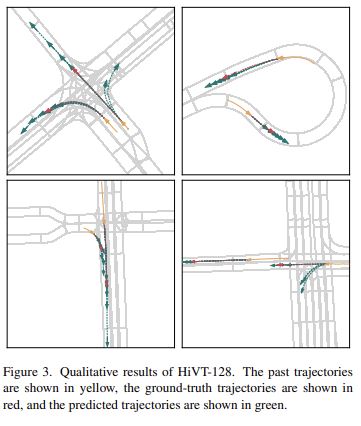 Figure 3. Qualitative results of HiVT-128. The past trajectories
are shown in yellow, the ground-truth trajectories are shown in
red, and the predicted trajectories are shown in green.